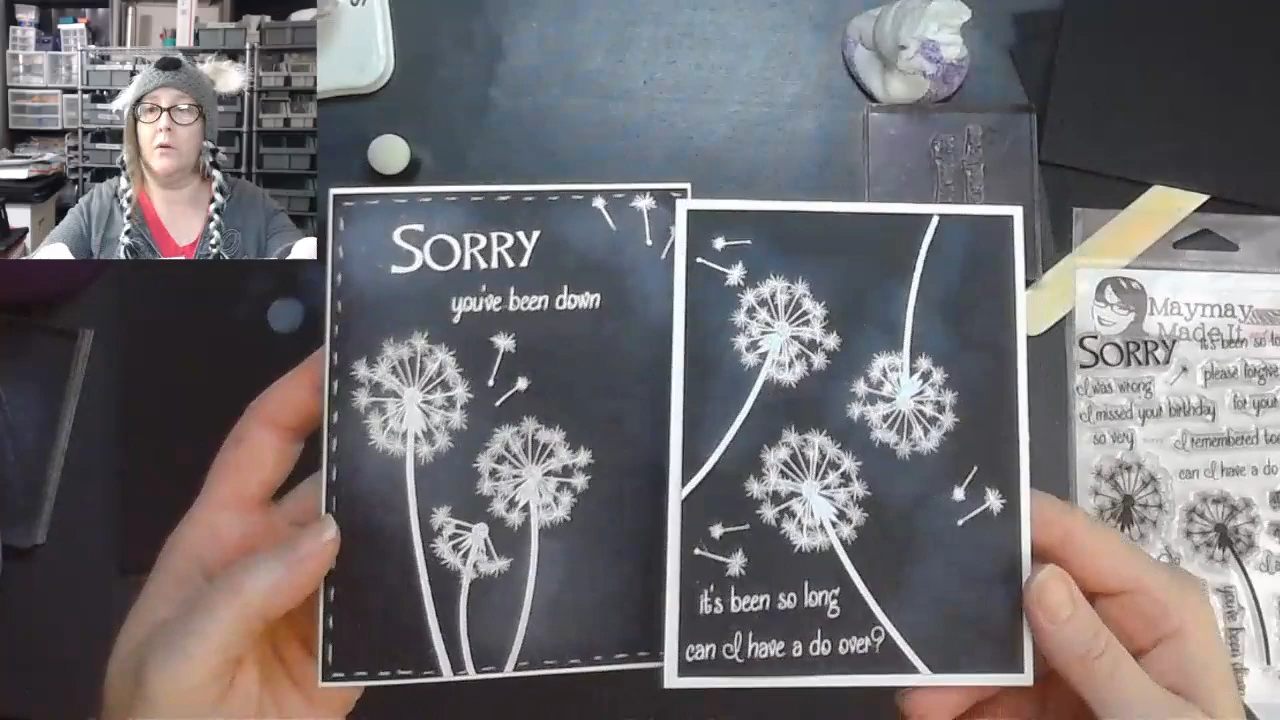 SORRY
you've been down
it's been so long
can I have a do over?
Maymay
Made It
SORRY
it's been so lo
I was wrong
please forgive
I missed your birthday
for your
so very
I remembered to
can I have a do